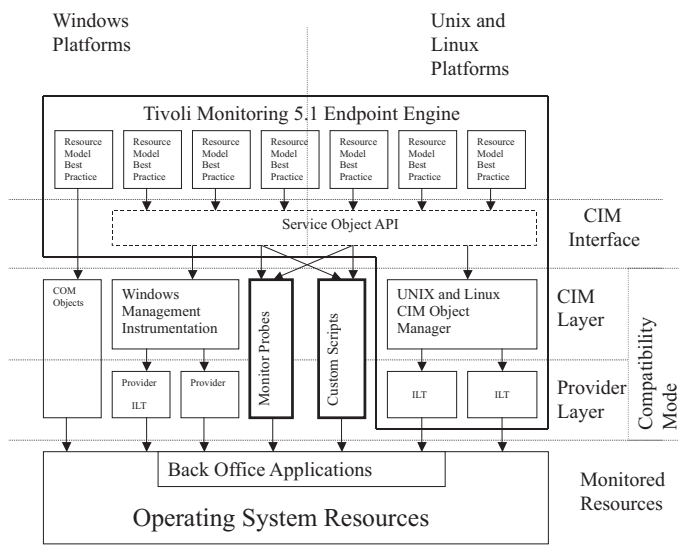 Windows
Platforms
Unix and
Linux
Platforms
Tivoli Monitoring 5.1 Endpoint Engine
Resource
Model
Best
Practice
Resource
Model
Best
Practice
Resource
Model
Best
Practice
Resource
Model
Best
Practice
Resource
Model
Best
Practice
Resource
Model
Best
Practice
Resource
Model
Best
Practice
Service Object API
CIM
Interface
COM
Objects
Windows
Management
Instrumentation
Monitor Probes
Custom Scripts
UNIX and Linux
CIM Object
Manager
CIM
Layer
Compatibility
Mode
Provider
ILT
Provider
ILT
ILT
Provider
Layer
Back Office Applications
Operating System Resources
Monitored
Resources